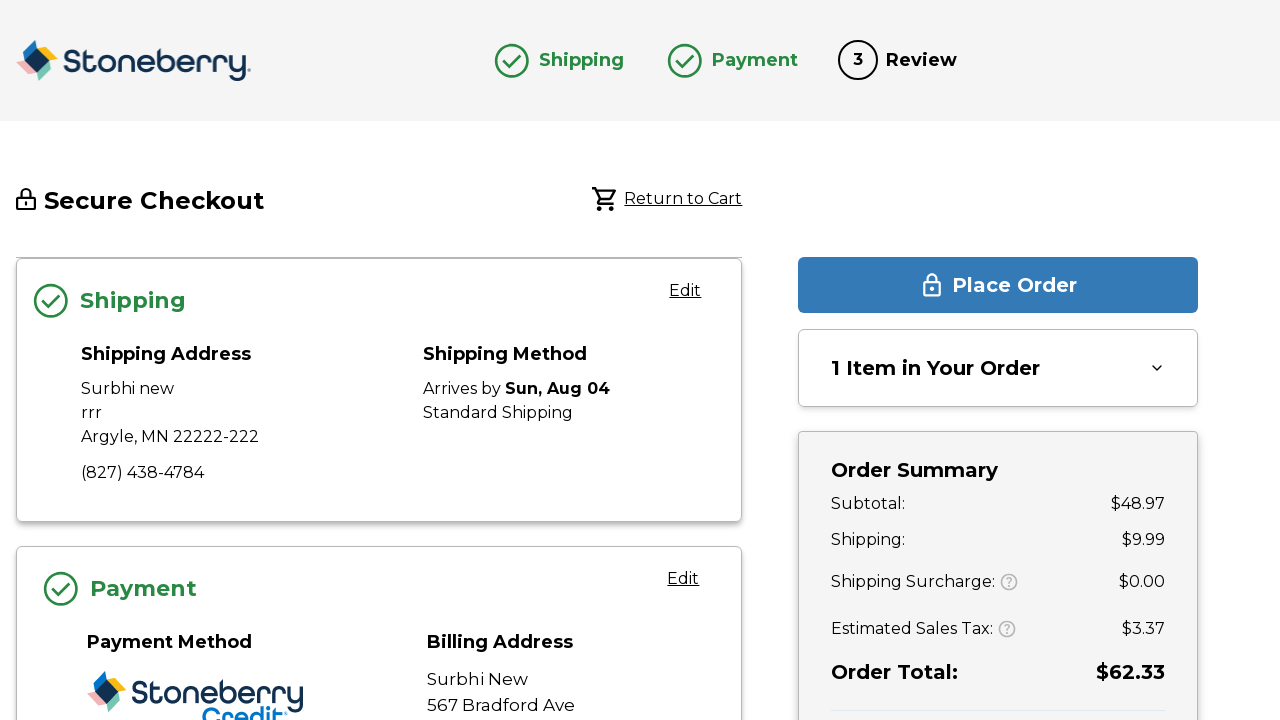 Stoneberry.
Shipping
Payment
3 Review
Secure Checkout
Return to Cart
Shipping
Edit
Shipping Address
Surbhi new
rrr
Argyle, MN 22222-222
(827) 438-4784
Shipping Method
Arrives by Sun, Aug 04
Standard Shipping
Payment
Edit
Payment Method
Stoneberry
Credit
Billing Address
Surbhi New
567 Bradford Ave
Place Order
1 Item in Your Order
Order Summary
Subtotal: $48.97
Shipping: $9.99
Shipping Surcharge: ? $0.00
Estimated Sales Tax: ? $3.37
Order Total: $62.33